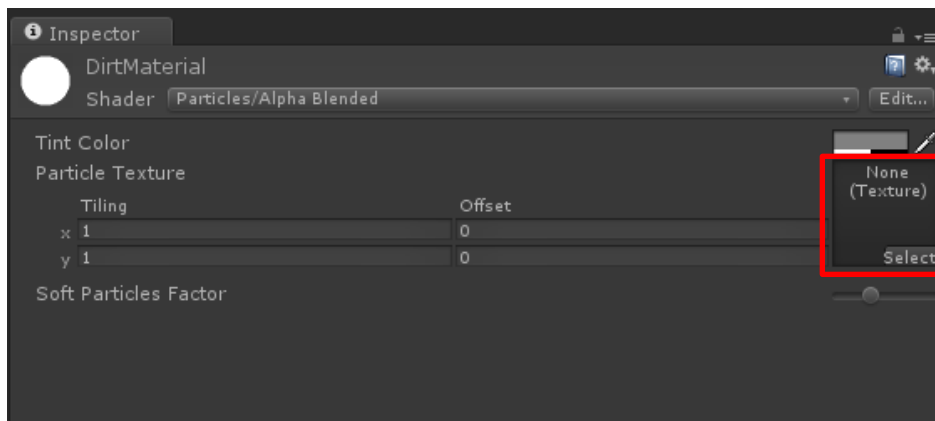 Inspector
DirtMaterial
Shader Particles/Alpha Blended Edit...
Tint Color
Particle Texture None
(Texture)
Tiling Offset
x 1 0
y 1 0 Select
Soft Particles Factor